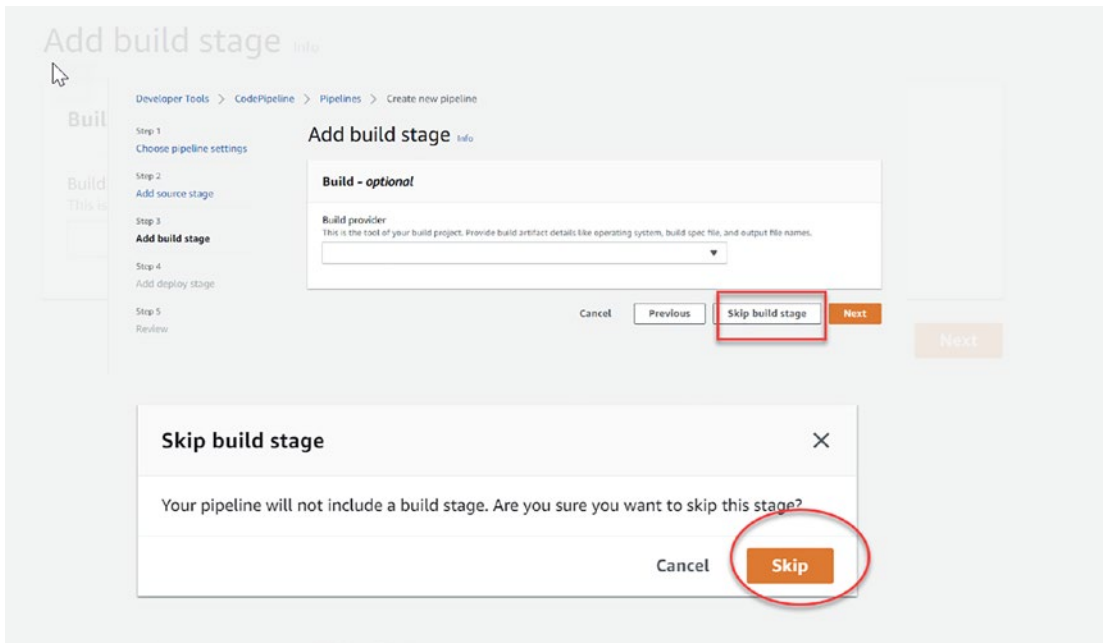 Add build stage Info
Developer Tools > CodePipeline > Pipelines > Create new pipeline
Buil
Step 1
Choose pipeline settings
Add build stage Info
Step 2
Add source stage
Build - optional
Build
This is
Step 3
Add build stage
Build provider
This is the tool of your build project. Provide build artifact details like operating system, build spec file, and output file names.
Step 4
Add deploy stage
Step 5
Review
Cancel Previous Skip build stage Next
Next
Skip build stage
Your pipeline will not include a build stage. Are you sure you want to skip this stage?
Cancel Skip